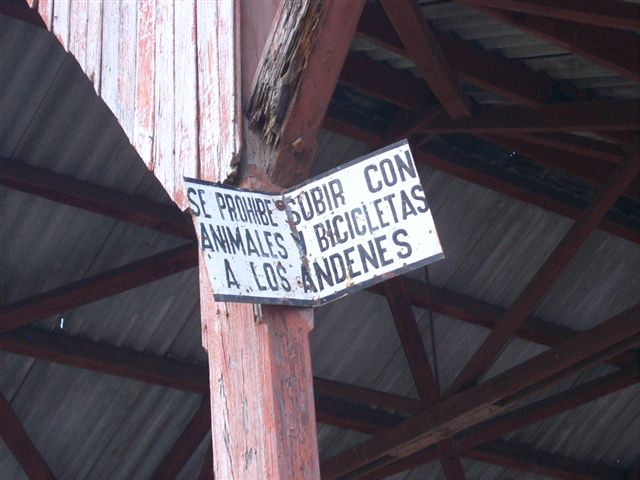 SE PROHIBE SUBIR CON
ANIMALES Y BICICLETAS
A LOS ANDENES